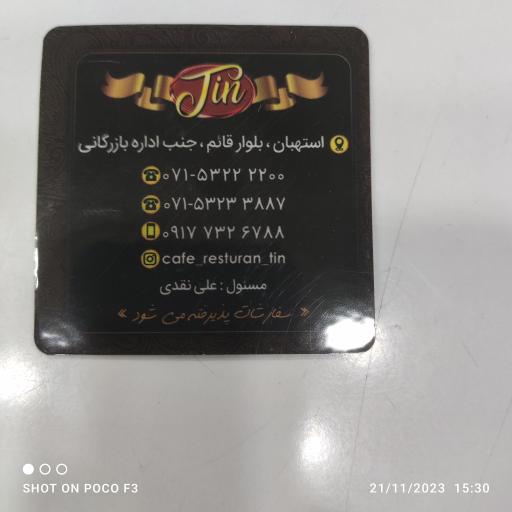 Tin
استهبان ، بلوار قائم ، جنب اداره بازرگانی
۰۷۱-۵۳۲۲ ۲۲۰۰
۰۷۱-۵۳۲۳ ۳۸۸۷
۰۹۱۷ ۷۳۲ ۶۷۸۸
cafe_resturan_tin
مسئول : علی نقدی
« سفارشات پذیرفته می شود »
SHOT ON POCO F3
21/11/2023 15:30